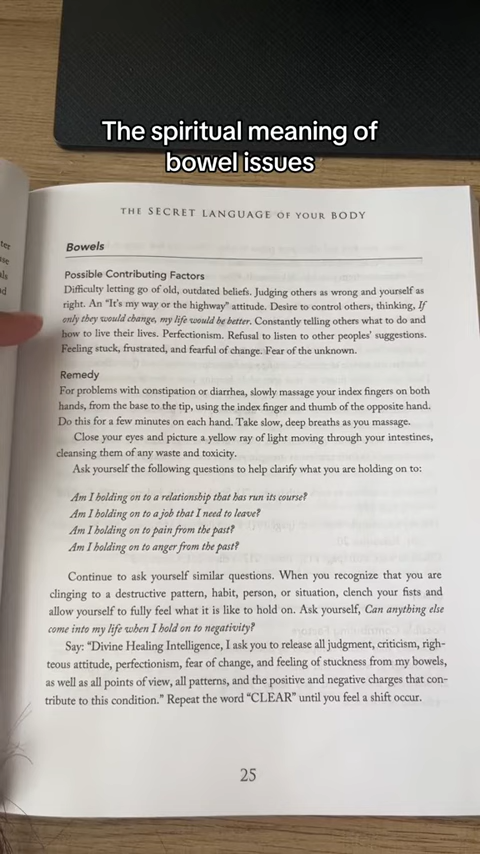 The spiritual meaning of
bowel issues
THE SECRET LANGUAGE OF YOUR BODY
Bowels
Possible Contributing Factors
Difficulty letting go of old, outdated beliefs. Judging others as wrong and yourself as
right. An “It's my way or the highway” attitude. Desire to control others, thinking, If
only they would change, my life would be better. Constantly telling others what to do and
how to live their lives. Perfectionism. Refusal to listen to other peoples' suggestions.
Feeling stuck, frustrated, and fearful of change. Fear of the unknown.
Remedy
For problems with constipation or diarrhea, slowly massage your index fingers on both
hands, from the base to the tip, using the index finger and thumb of the opposite hand.
Do this for a few minutes on each hand. Take slow, deep breaths as you massage.
Close your eyes and picture a yellow ray of light moving through your intestines,
cleansing them of any waste and toxicity.
Ask yourself the following questions to help clarify what you are holding on to:
Am I holding on to a relationship that has run its course?
Am I holding on to a job that I need to leave?
Am I holding on to pain from the past?
Am I holding on to anger from the past?
Continue to ask yourself similar questions. When you recognize that you are
clinging to a destructive pattern, habit, person, or situation, clench your fists and
allow yourself to fully feel what it is like to hold on. Ask yourself, Can anything else
come into my life when I hold on to negativity?
Say: “Divine Healing Intelligence, I ask you to release all judgment, criticism, righ-
teous attitude, perfectionism, fear of change, and feeling of stuckness from my bowels,
as well as all points of view, all patterns, and the positive and negative charges that con-
tribute to this condition.” Repeat the word “CLEAR” until you feel a shift occur.
25